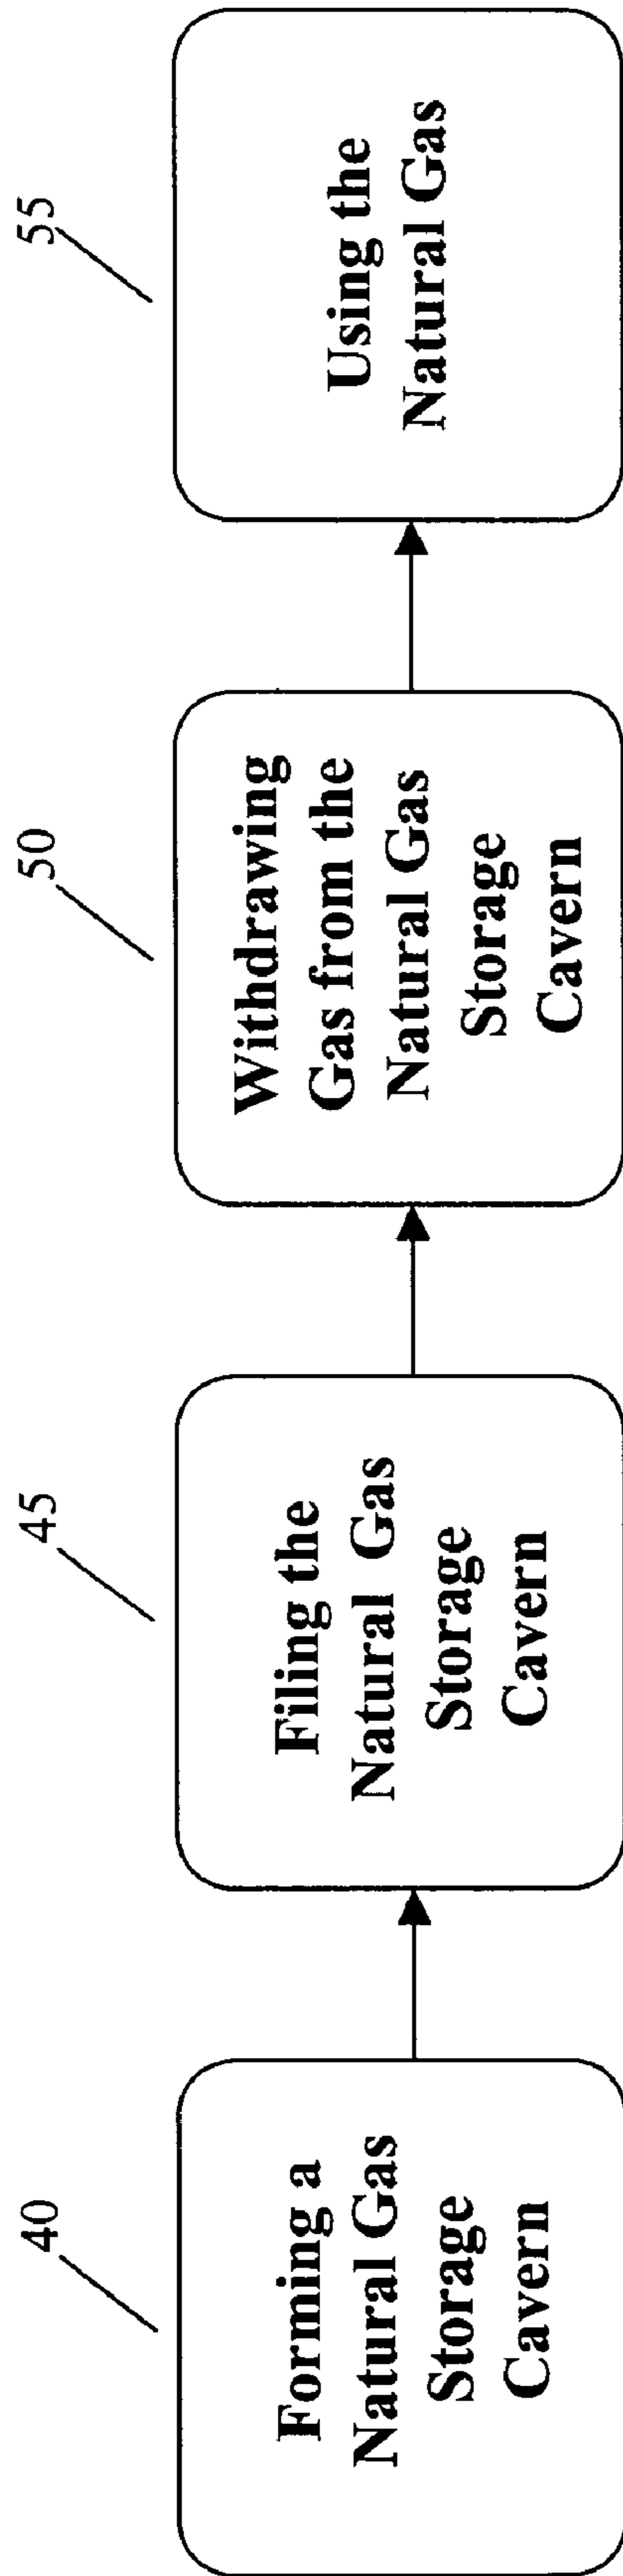 40
Forming a
Natural Gas
Storage
Cavern
45
Filing the
Natural Gas
Storage
Cavern
50
Withdrawing
Gas from the
Natural Gas
Storage
Cavern
55
Using the
Natural Gas